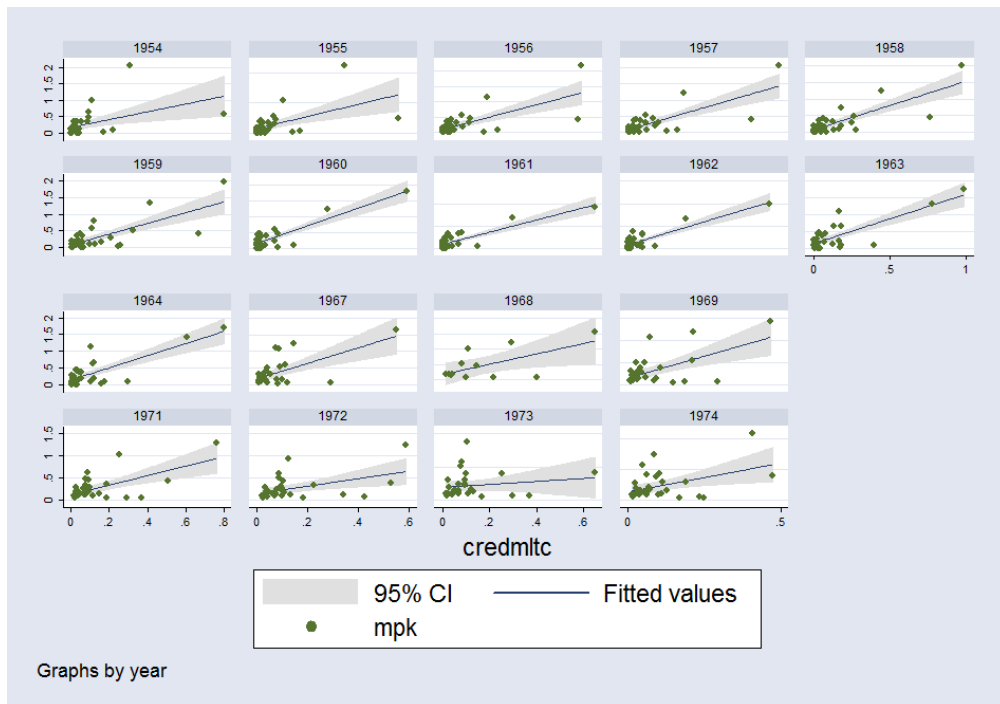 1954 1955 1956 1957 1958
0 .5 1 1.5 2
1959 1960 1961 1962 1963
0 .5 1 1.5 2
0 .5 1
1964 1967 1968 1969
0 .5 1 1.5 2
1971 1972 1973 1974
0 .5 1 1.5
0 .2 .4 .6 .8 0 .2 .4 .6 0 .2 .4 .6 0 .5
credmltc
95% CI Fitted values
mpk
Graphs by year